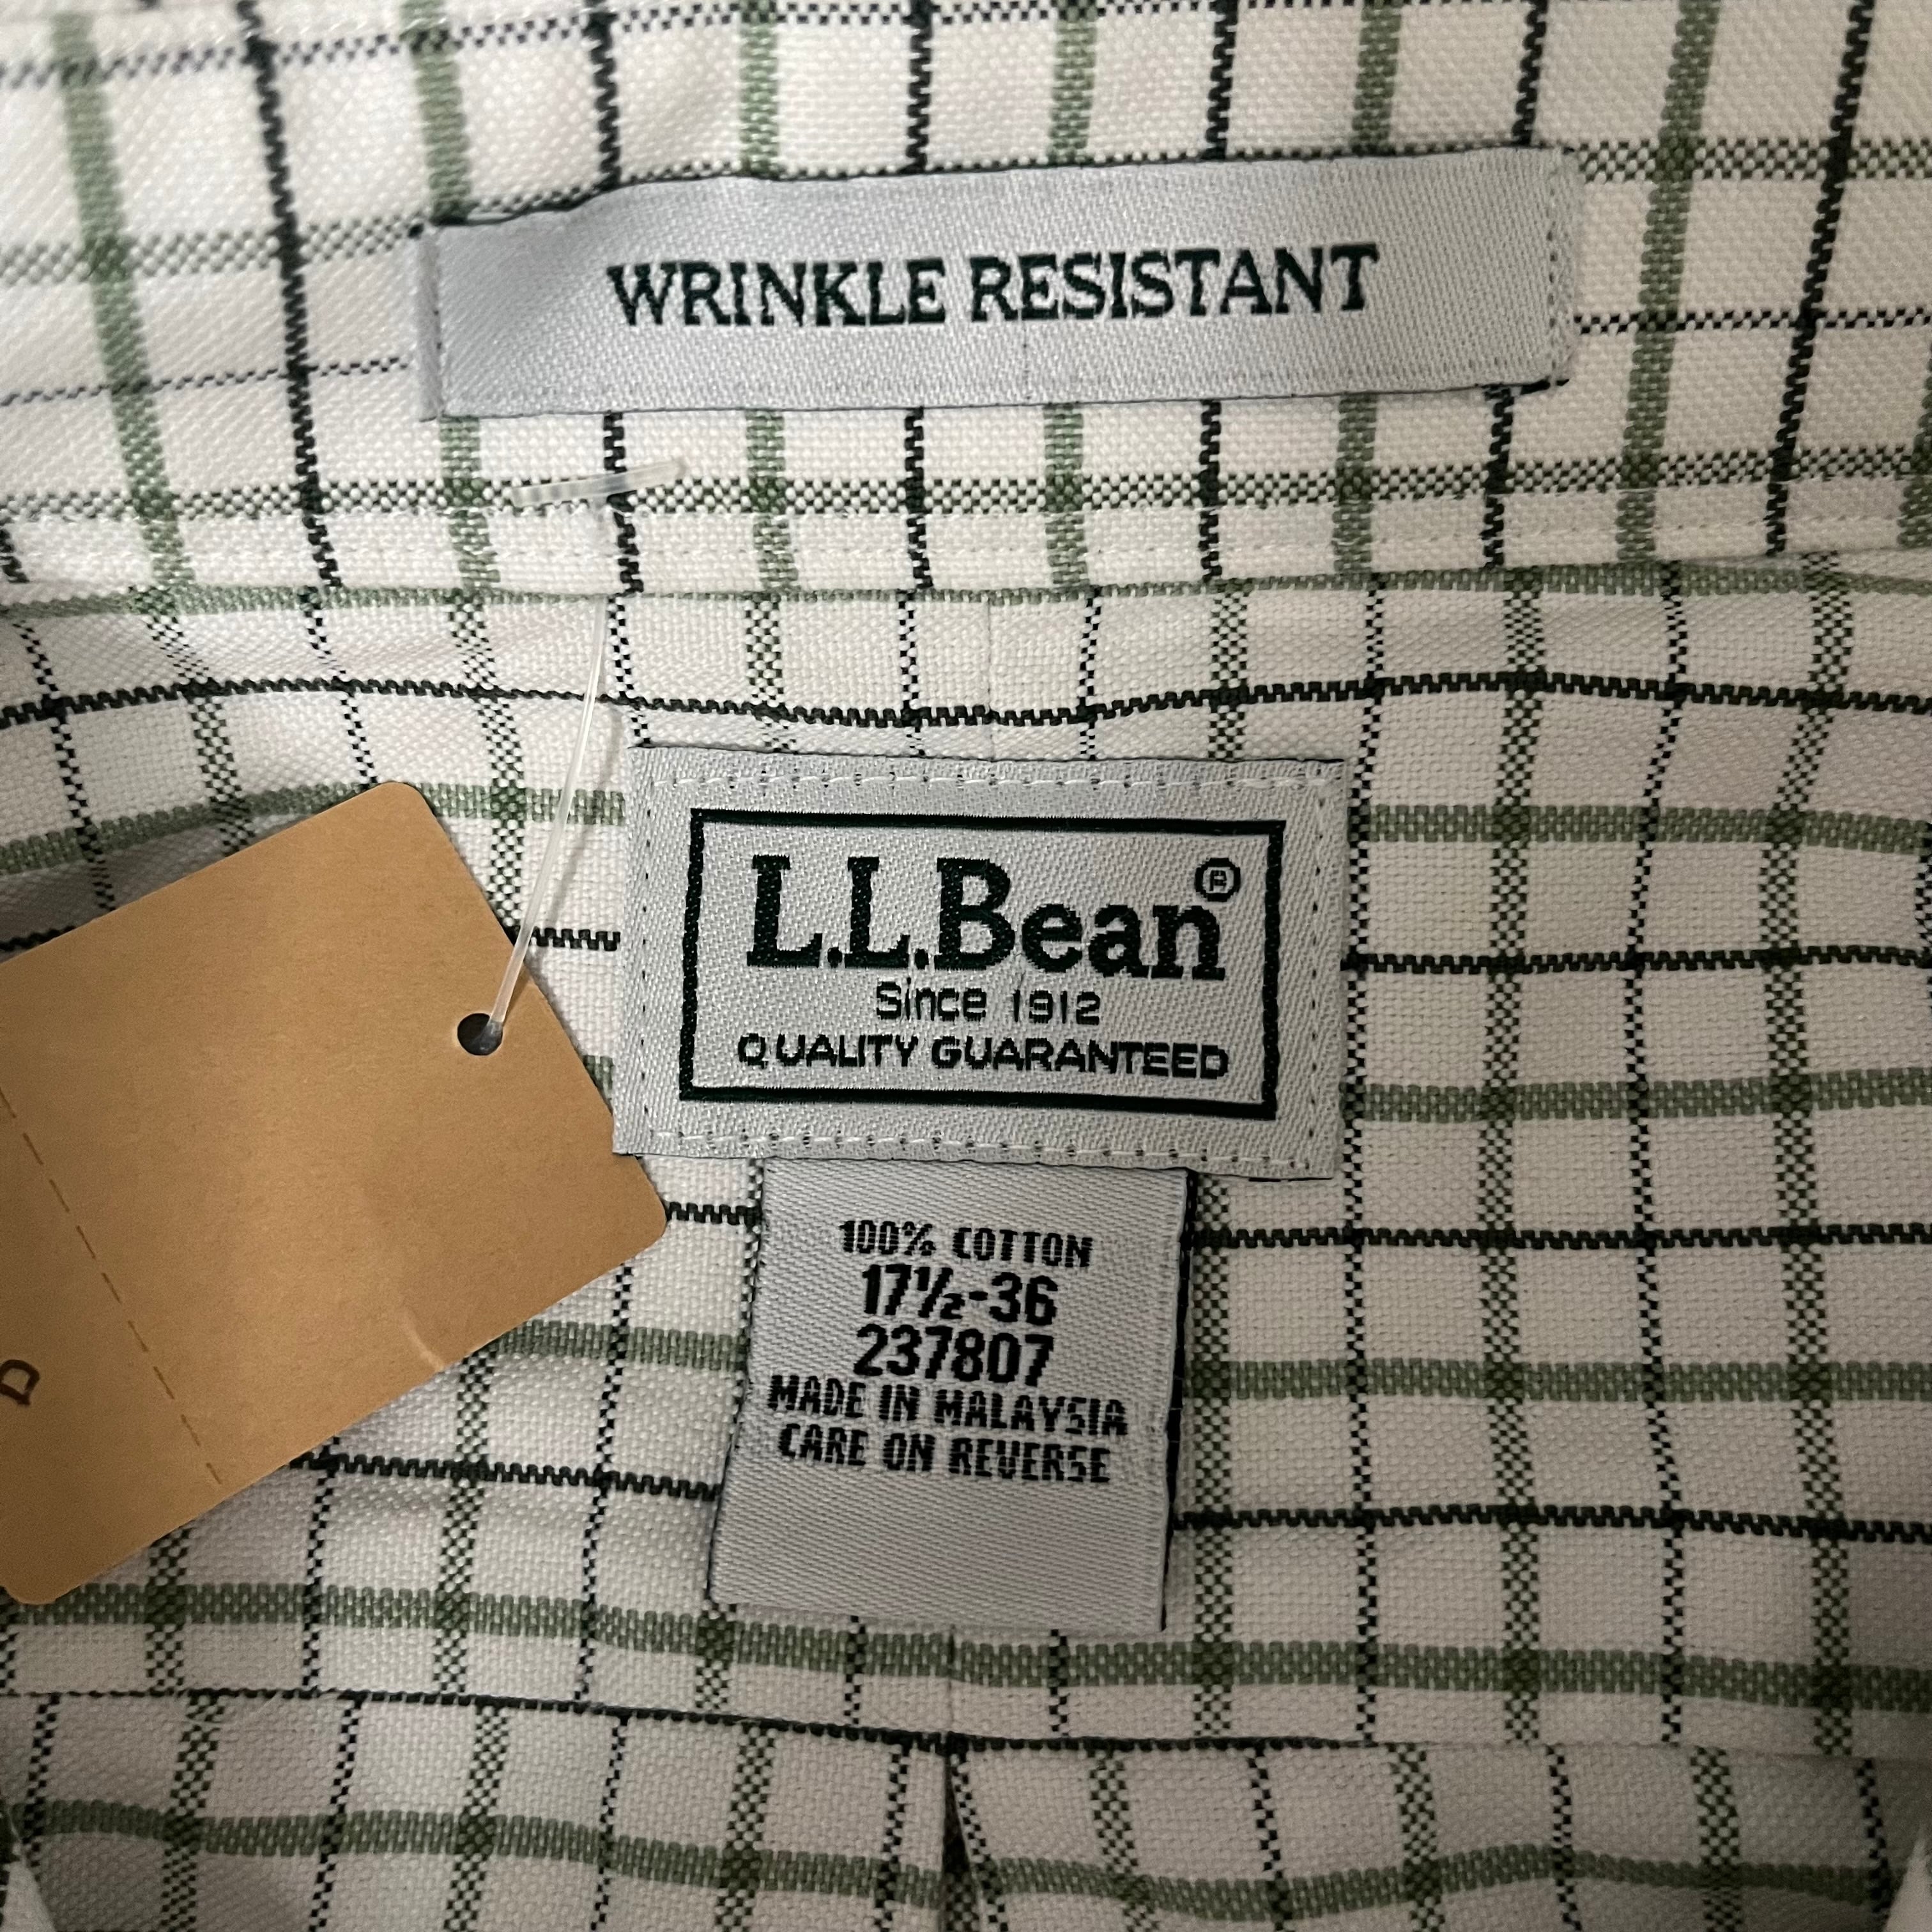 WRINKLE RESISTANT
L.L.Bean®
Since 1912
QUALITY GUARANTEED
100% COTTON
17½-36
237807
MADE IN MALAYSIA
CARE ON REVERSE
D